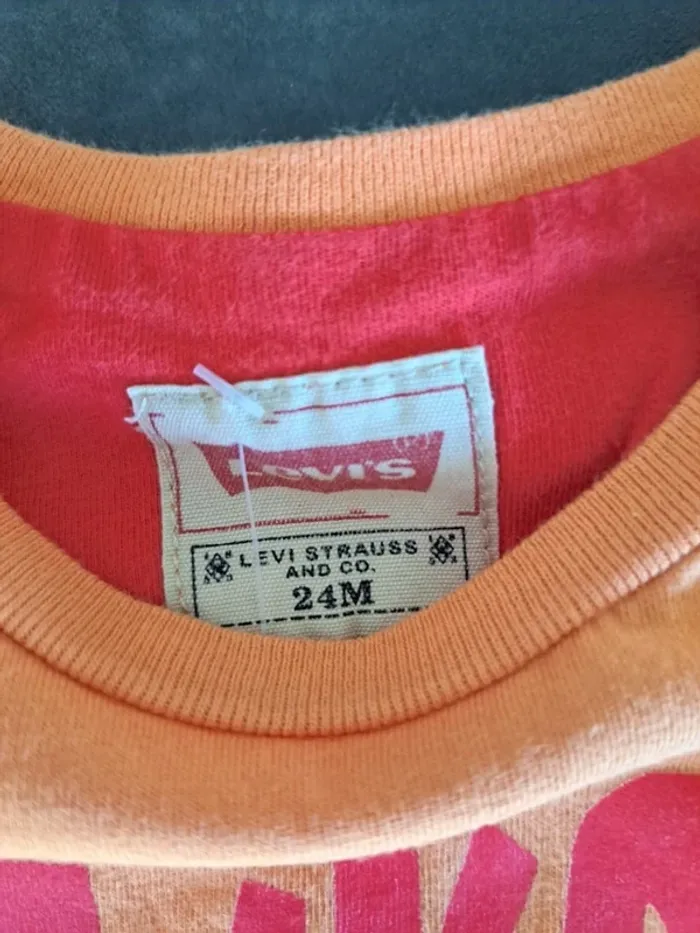 Levi's
LEVI STRAUSS
AND CO.
24M